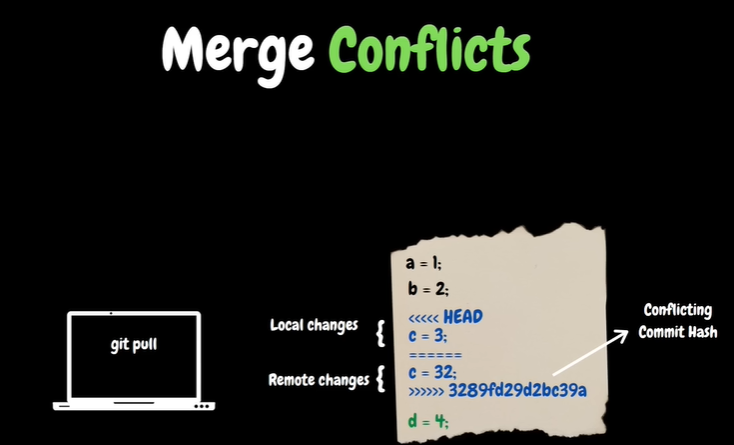 Merge Conflicts
git pull
Local changes {
Remote changes {
a = 1;
b = 2;
<<<<< HEAD
c = 3;
======
c = 32;
>>>>>> 3289fd29d2bc39a
d = 4;
Conflicting
Commit Hash